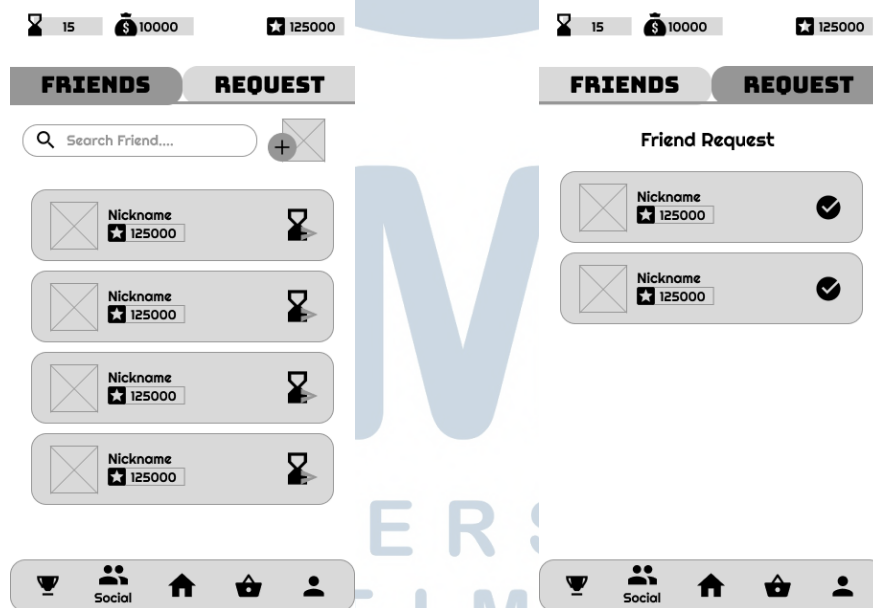 15 10000 125000
FRIENDS REQUEST
Search Friend....
Nickname
125000
Nickname
125000
Nickname
125000
Nickname
125000
Social
15 10000 125000
FRIENDS REQUEST
Friend Request
Nickname
125000
Nickname
125000
Social
M
ERS